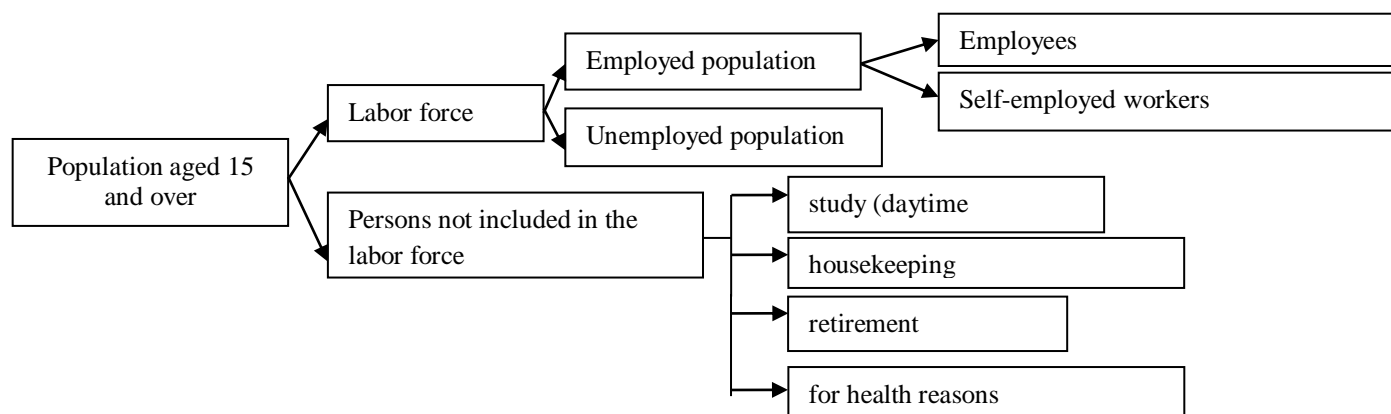 Population aged 15
and over
Labor force
Persons not included in the
labor force
Employed population
Unemployed population
Employees
Self-employed workers
study (daytime
housekeeping
retirement
for health reasons